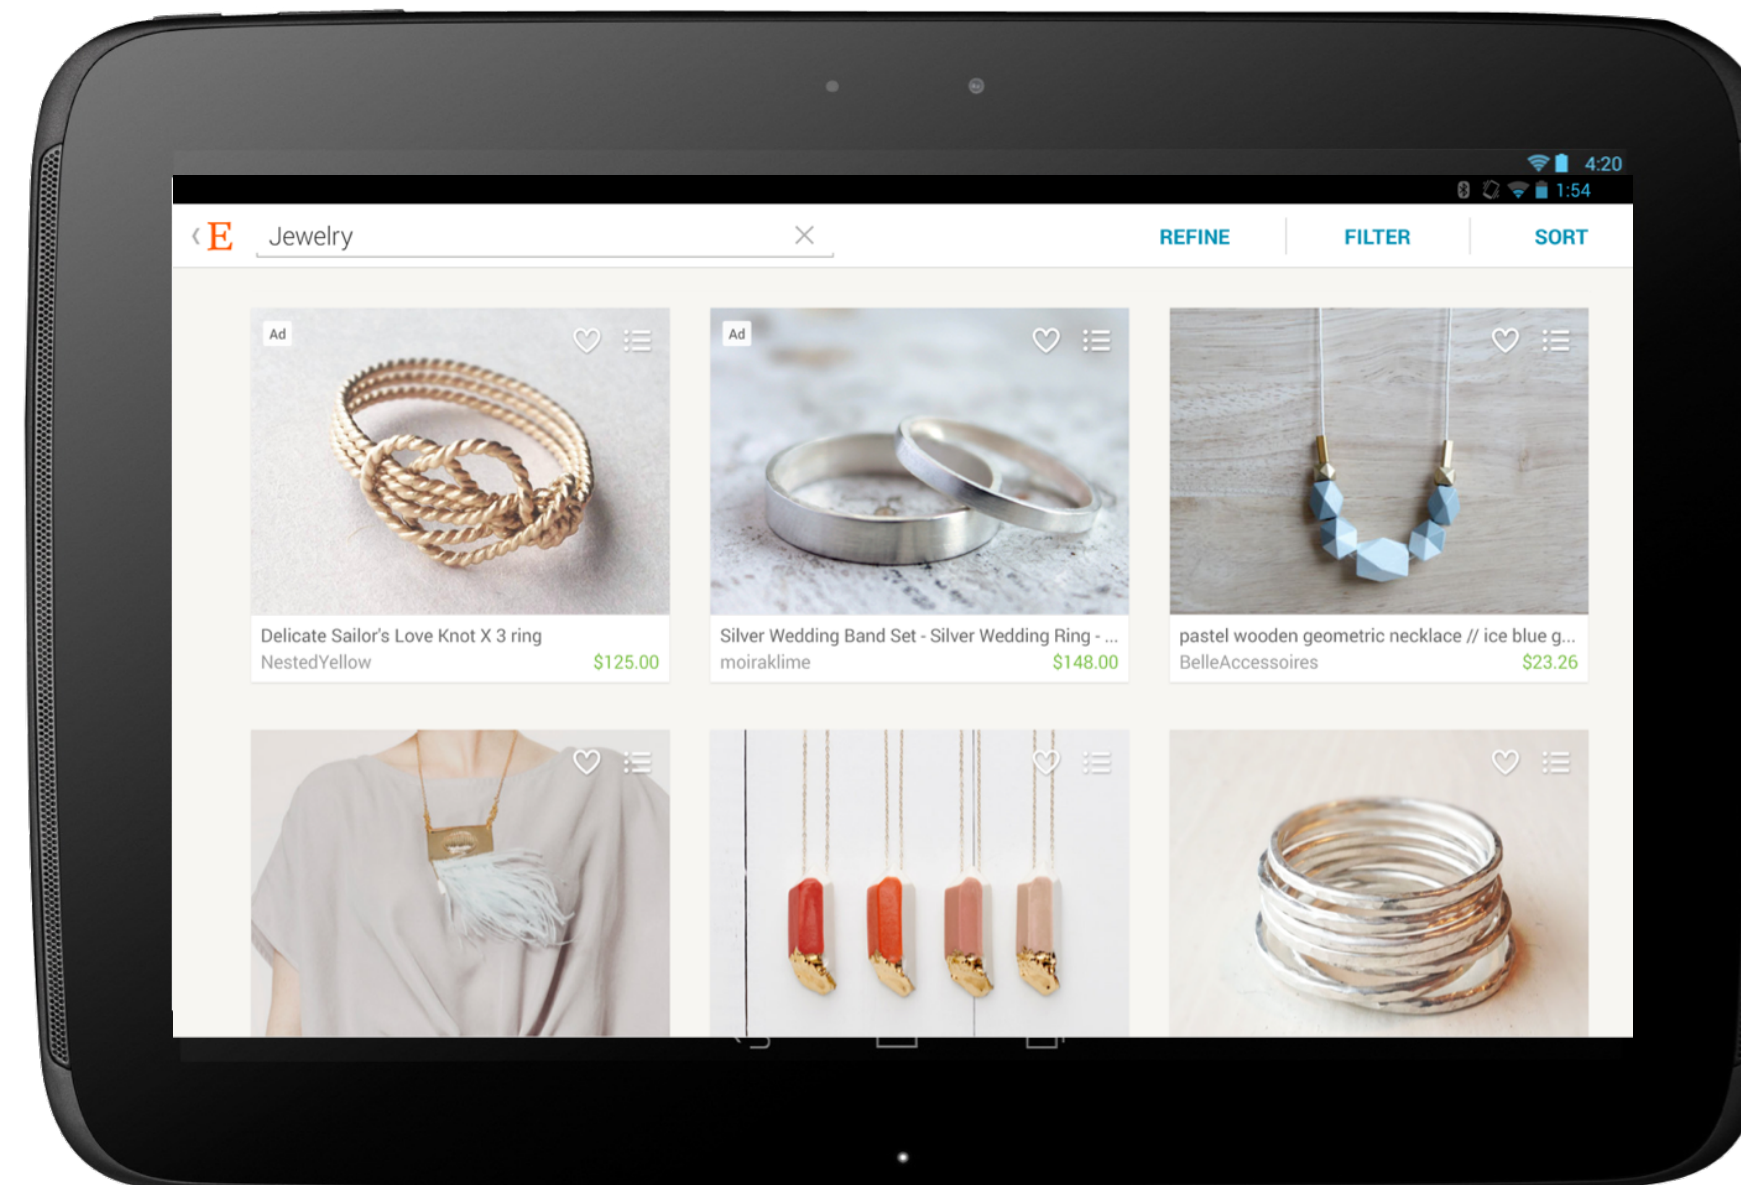 4:20
1:54
E
Jewelry
REFINE
FILTER
SORT
Ad
Ad
Delicate Sailor's Love Knot X 3 ring
NestedYellow
$125.00
Silver Wedding Band Set - Silver Wedding Ring - ...
moiraklime
$148.00
pastel wooden geometric necklace // ice blue g...
BelleAccessoires
$23.26